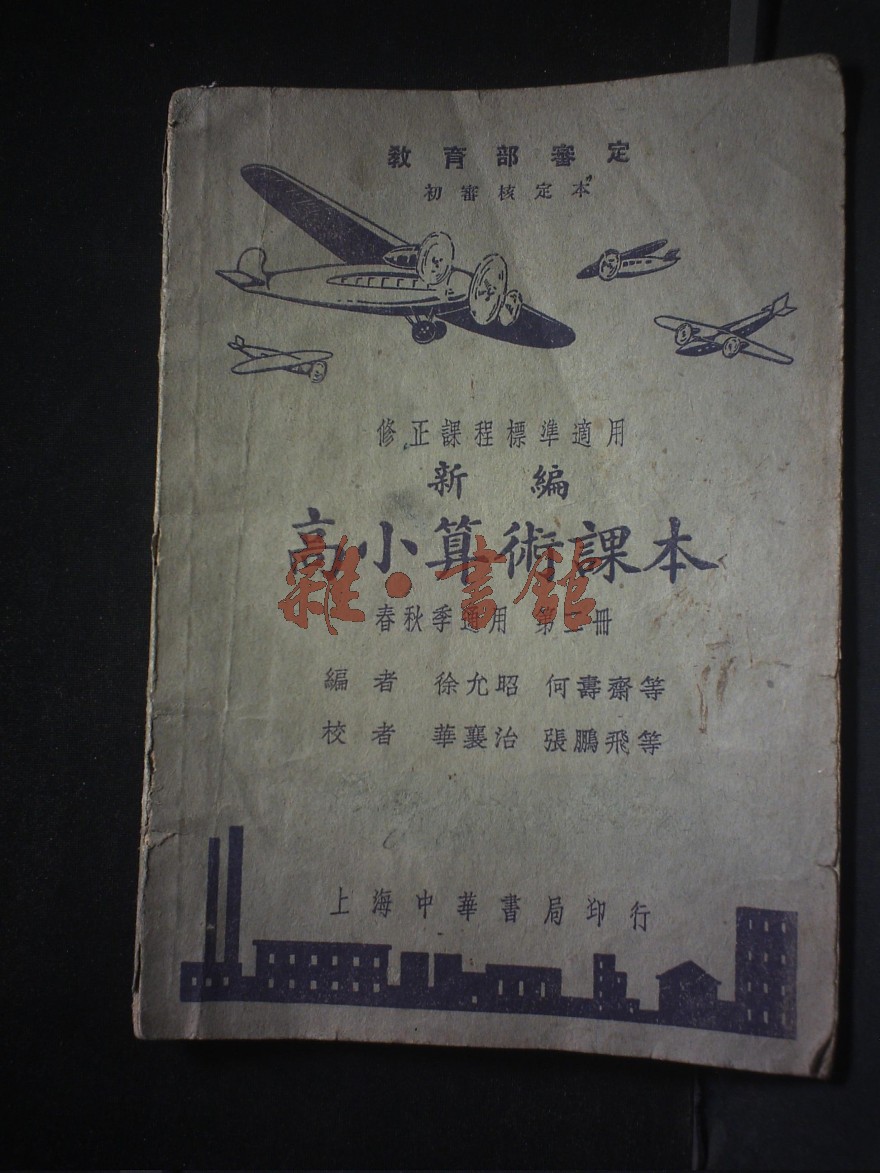 教育部審定
初審核定本
修正課程標準適用
新編
高小算術課本
雜·書館
春秋季適用 第二冊
編者 徐允昭 何壽齋等
校者 華襄治 張鵬飛等
上海中華書局印行